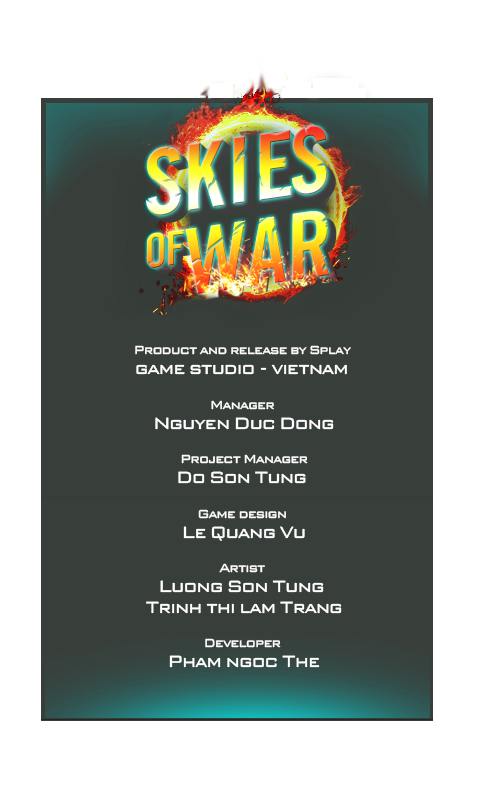 SKIES
OF WAR
Product and release by Splay
game studio - vietnam
Manager
Nguyen Duc Dong
Project Manager
Do Son Tung
Game design
Le Quang Vu
Artist
Luong Son Tung
Trinh thi lam Trang
Developer
Pham ngoc The